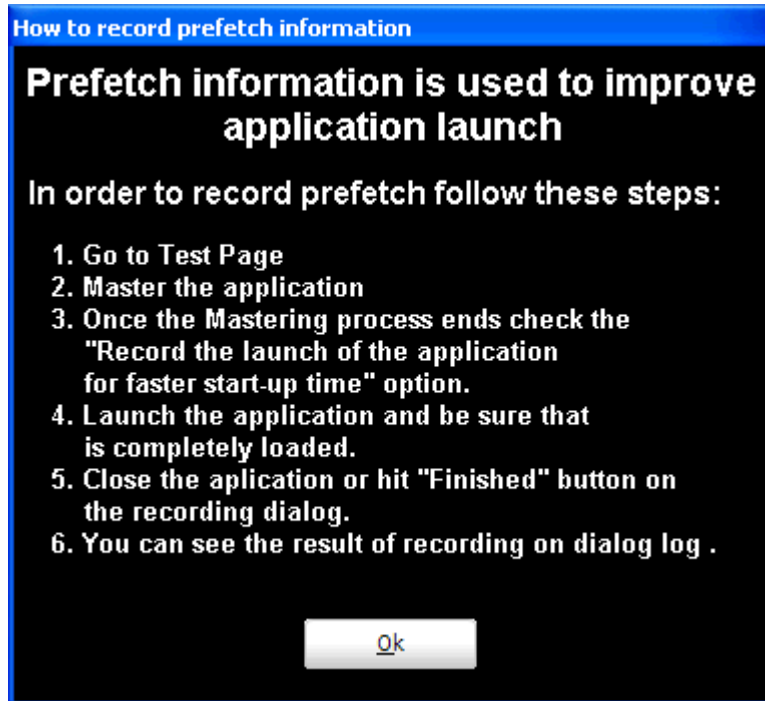 How to record prefetch information
Prefetch information is used to improve
application launch
In order to record prefetch follow these steps:
1. Go to Test Page
2. Master the application
3. Once the Mastering process ends check the
"Record the launch of the application
for faster start-up time" option.
4. Launch the application and be sure that
is completely loaded.
5. Close the aplication or hit "Finished" button on
the recording dialog.
6. You can see the result of recording on dialog log .
Ok